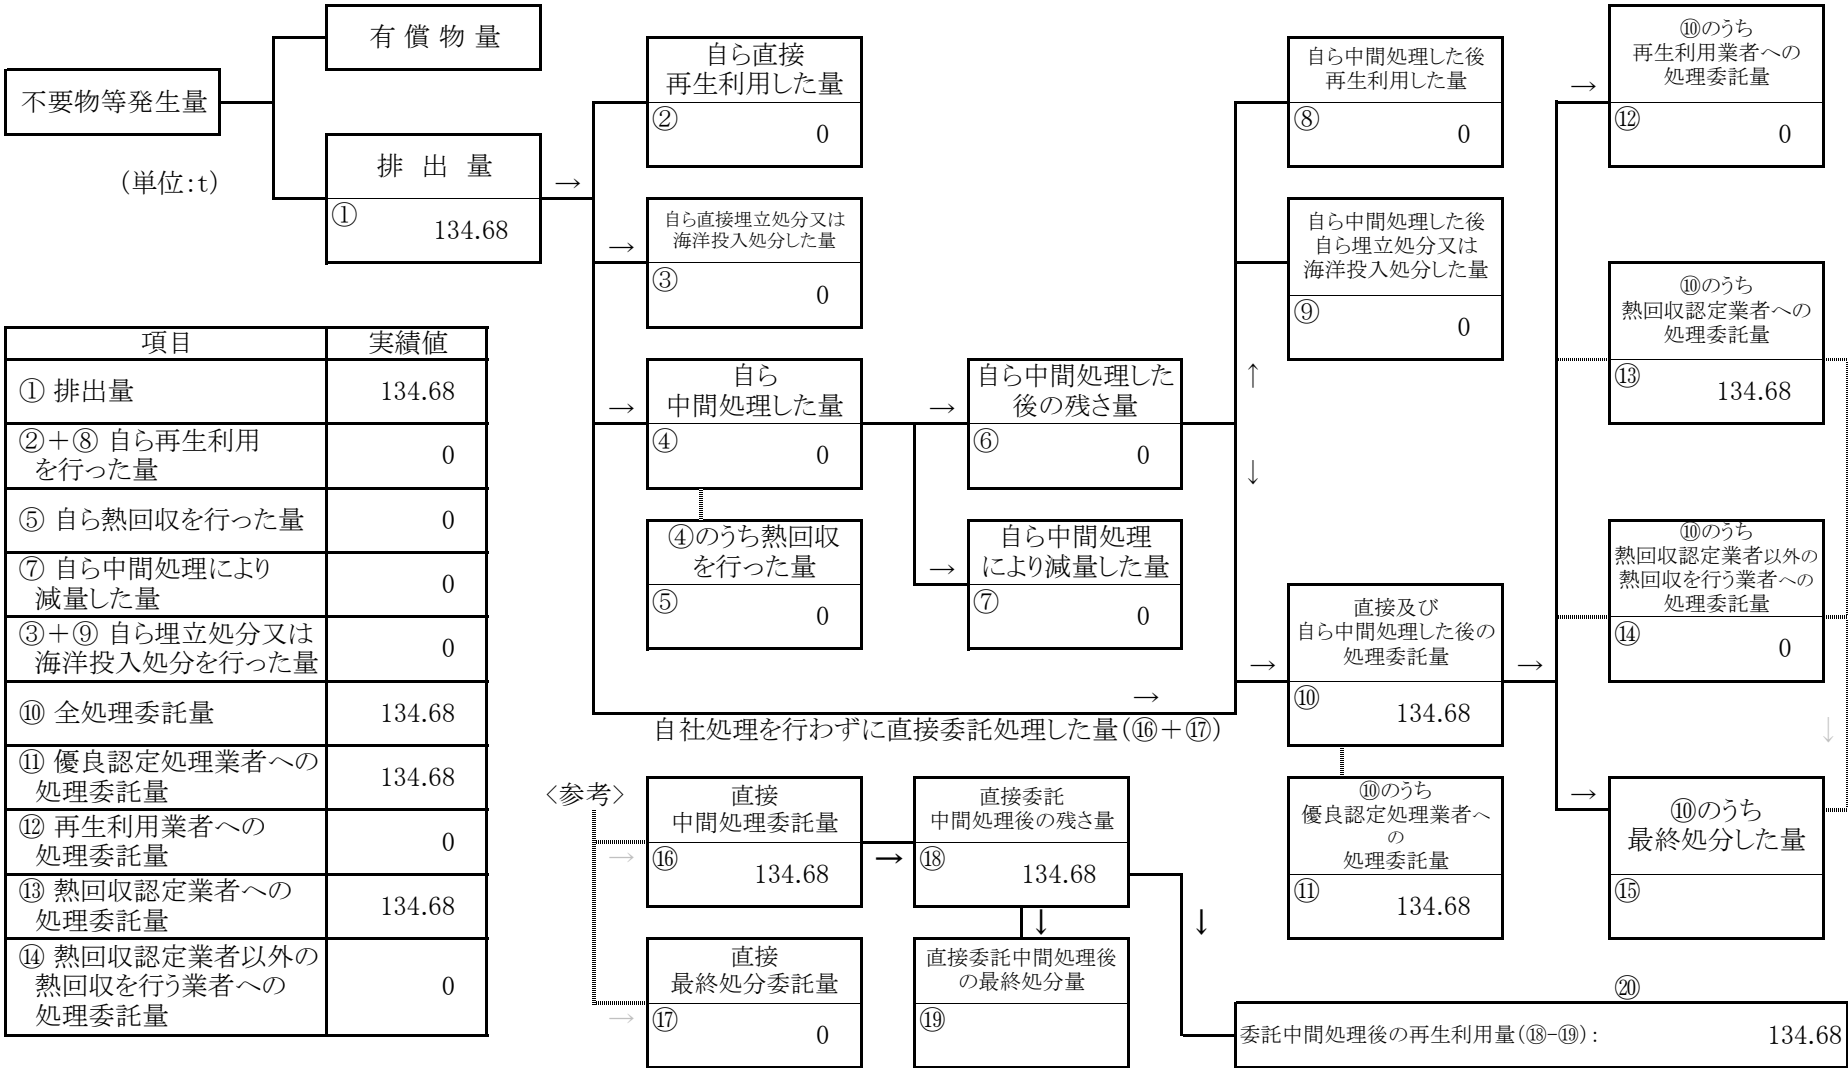 不要物等発生量
有 償 物 量
排 出 量
① 134.68
(単位:t)
→
自ら直接
再生利用した量
② 0
→
自ら直接埋立処分又は
海洋投入処分した量
③ 0
→
自ら
中間処理した量
④ 0
④のうち熱回収
を行った量
⑤ 0
→
自ら中間処理した
後の残さ量
⑥ 0
→
自ら中間処理
により減量した量
⑦ 0
↑
↓
自ら中間処理した後
再生利用した量
⑧ 0
自ら中間処理した後
自ら埋立処分又は
海洋投入処分した量
⑨ 0
→
自社処理を行わずに直接委託処理した量(⑯+⑰)
→
直接及び
自ら中間処理した後の
処理委託量
⑩ 134.68
⑩のうち
優良認定処理業者へ
の
処理委託量
⑪ 134.68
→
→
⑩のうち
再生利用業者への
処理委託量
⑫ 0
⑩のうち
熱回収認定業者への
処理委託量
⑬ 134.68
⑩のうち
熱回収認定業者以外の
熱回収を行う業者への
処理委託量
⑭ 0
↓
→
⑩のうち
最終処分した量
⑮
項目 実績値
① 排出量 134.68
②+⑧ 自ら再生利用
を行った量 0
⑤ 自ら熱回収を行った量 0
⑦ 自ら中間処理により
減量した量 0
③+⑨ 自ら埋立処分又は
海洋投入処分を行った量 0
⑩ 全処理委託量 134.68
⑪ 優良認定処理業者への
処理委託量 134.68
⑫ 再生利用業者への
処理委託量 0
⑬ 熱回収認定業者への
処理委託量 134.68
⑭ 熱回収認定業者以外の
熱回収を行う業者への
処理委託量 0
<参考>
→
直接
中間処理委託量
⑯ 134.68
→
直接委託
中間処理後の残さ量
⑱ 134.68
↓
↓
→
直接
最終処分委託量
⑰ 0
直接委託中間処理後
の最終処分量
⑲
⑳
委託中間処理後の再生利用量(⑱-⑲): 134.68